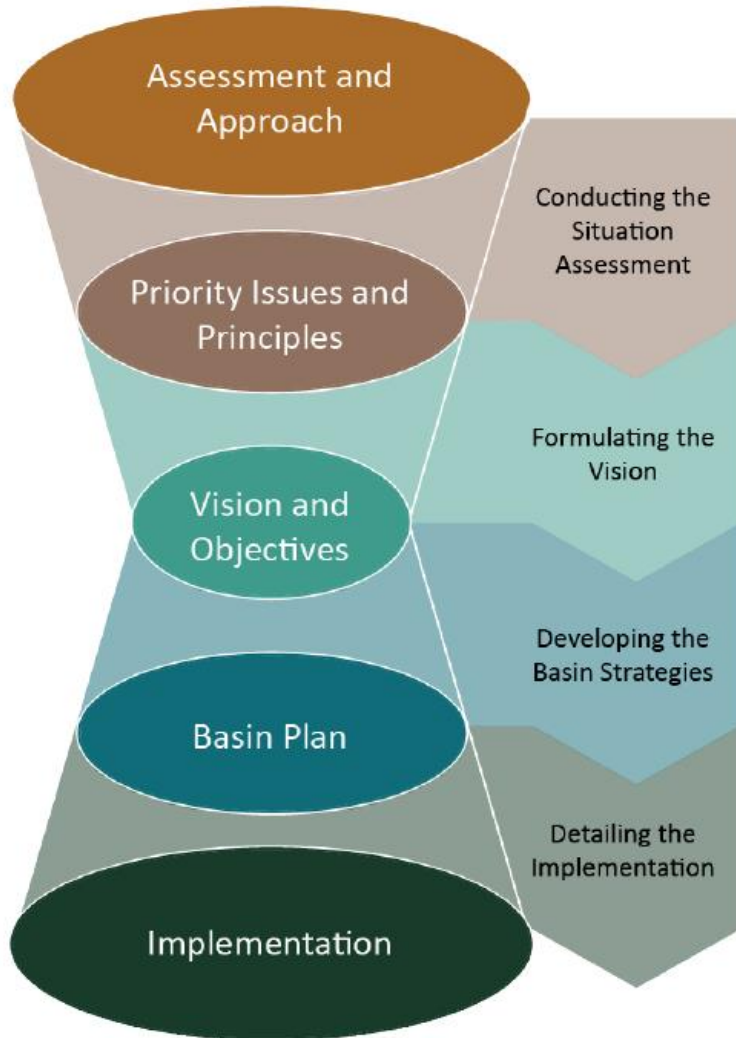 Assessment and
Approach
Conducting the
Situation
Assessment
Priority Issues and
Principles
Formulating the
Vision
Vision and
Objectives
Developing the
Basin Strategies
Basin Plan
Detailing the
Implementation
Implementation